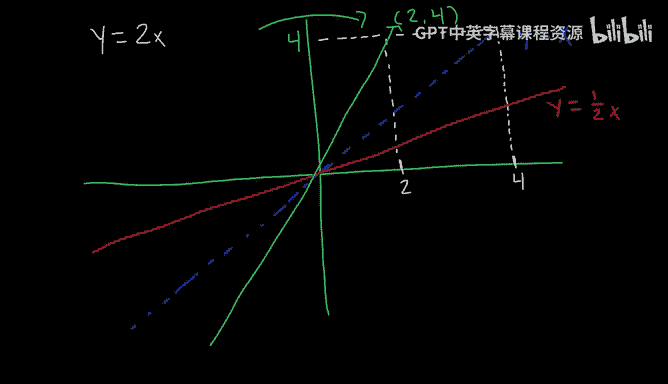 y = 2x
(2,4)
4
GPT中英字幕课程资源 bilibili
y = 1/2 x
2
4